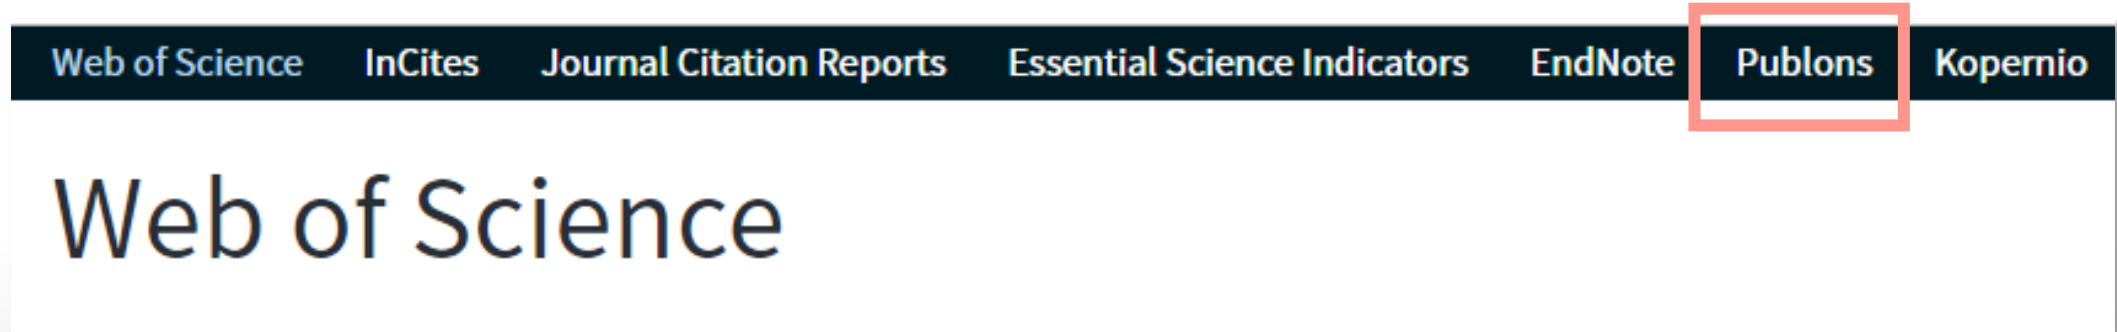 Web of Science InCites Journal Citation Reports Essential Science Indicators EndNote Publons Kopernio
Web of Science